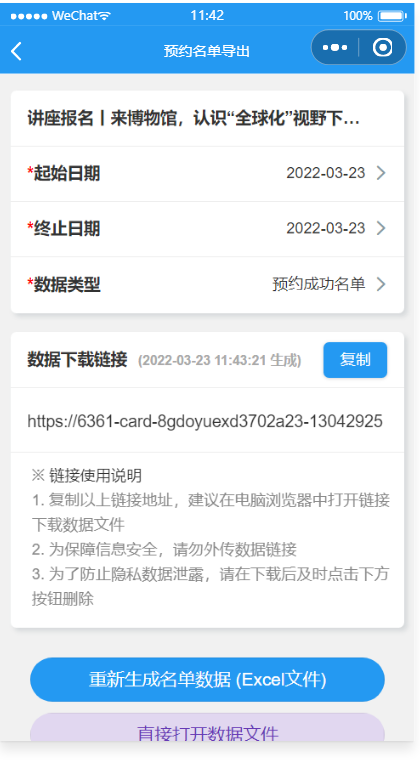 WeChat
11:42
100%
预约名单导出
讲座报名丨来博物馆，认识“全球化”视野下...
*起始日期
2022-03-23
*终止日期
2022-03-23
*数据类型
预约成功名单
数据下载链接 (2022-03-23 11:43:21 生成)
复制
https://6361-card-8gdoyuexd3702a23-13042925
※ 链接使用说明
1. 复制以上链接地址，建议在电脑浏览器中打开链接
下载数据文件
2. 为保障信息安全，请勿外传数据链接
3. 为了防止隐私数据泄露，请在下载后及时点击下方
按钮删除
重新生成名单数据 (Excel文件)
直接打开数据文件